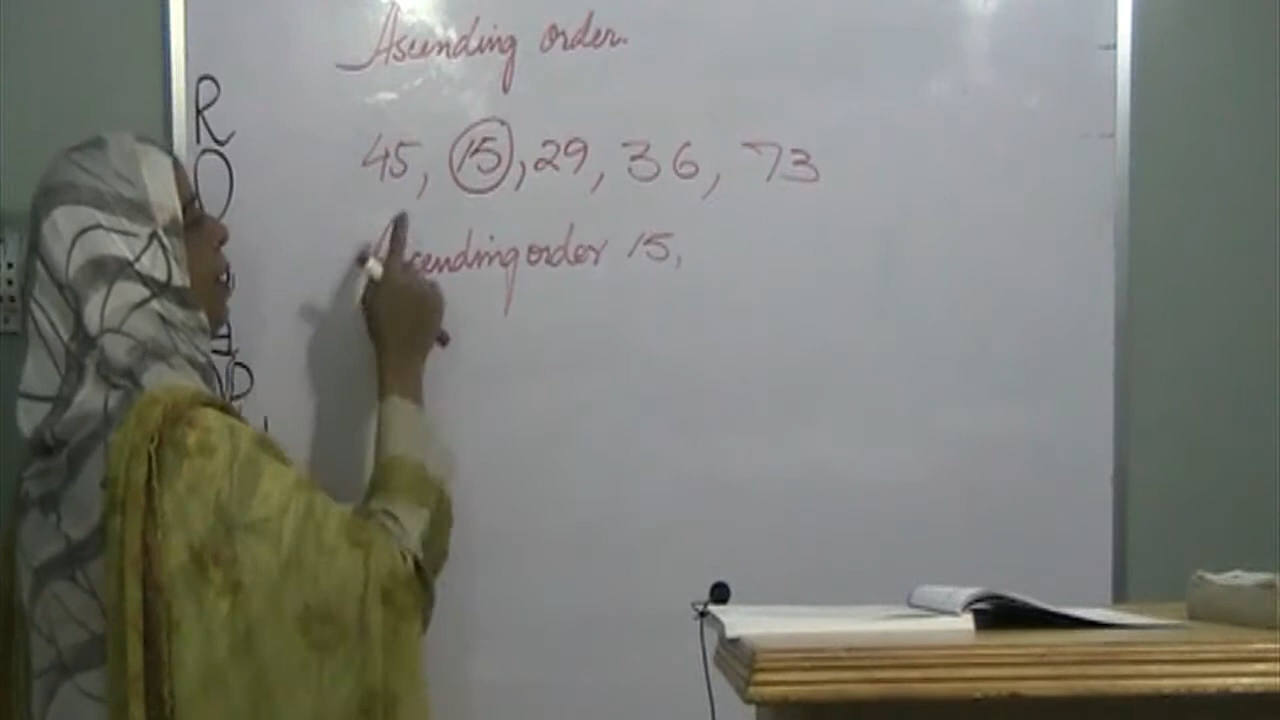 Ascending order.
45, 15, 29, 36, 73
Ascending order 15,